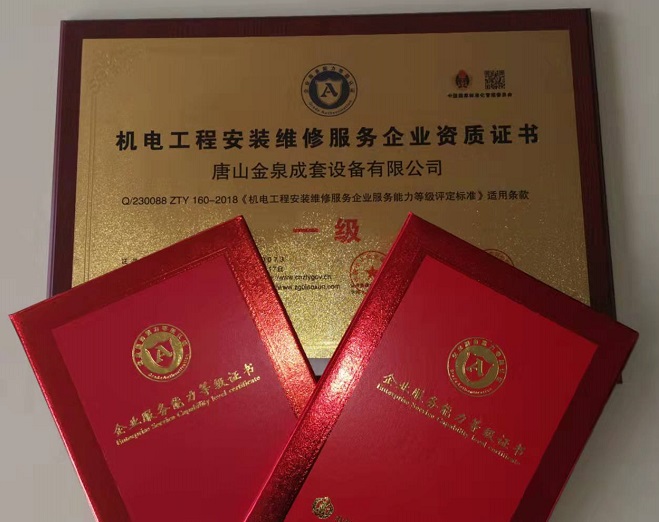 机电工程安装维修服务企业资质证书
唐山金泉成套设备有限公司
Q/230088 ZTY 160-2018《机电工程安装维修服务企业服务能力等级评定标准》适用条款
一级
企业服务能力等级证书
Enterprise Service Capability level certificate
企业服务能力等级证书
Enterprise Service Capability level certificate